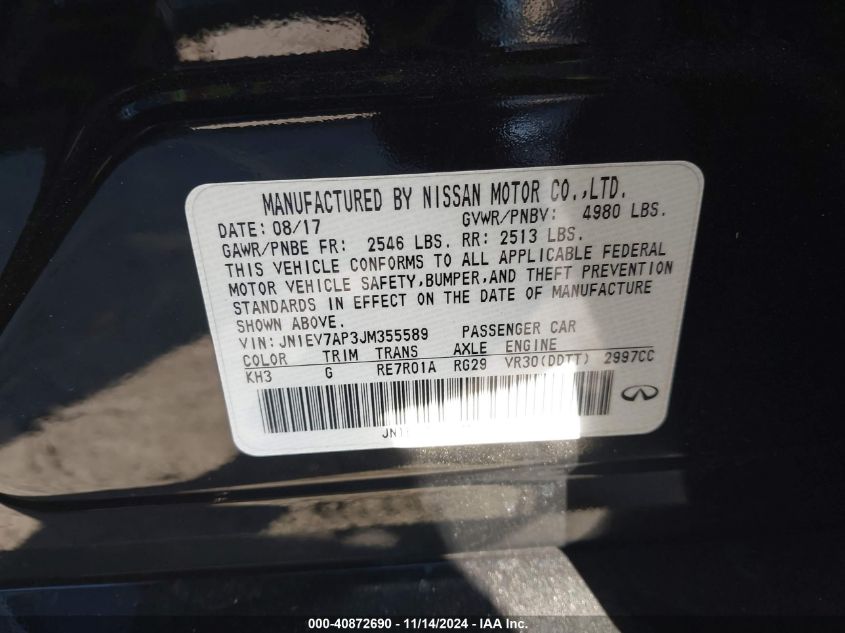 MANUFACTURED BY NISSAN MOTOR CO.,LTD.
DATE: 08/17 GVWR/PNBV: 4980 LBS.
GAWR/PNBE FR: 2546 LBS. RR: 2513 LBS.
THIS VEHICLE CONFORMS TO ALL APPLICABLE FEDERAL
MOTOR VEHICLE SAFETY,BUMPER,AND THEFT PREVENTION
STANDARDS IN EFFECT ON THE DATE OF MANUFACTURE
SHOWN ABOVE.
VIN: JN1EV7AP3JM355589 PASSENGER CAR
COLOR TRIM TRANS AXLE ENGINE
KH3 G RE7R01A RG29 VR30(DDTT) 2997CC
000-40872690 - 11/14/2024 - IAA Inc.